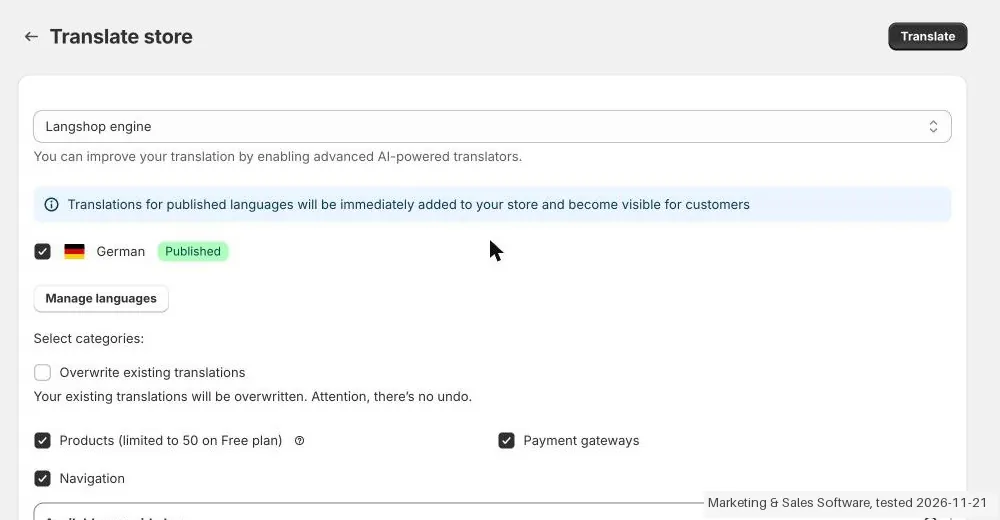 Translate store
Translate
Langshop engine
You can improve your translation by enabling advanced AI-powered translators.
Translations for published languages will be immediately added to your store and become visible for customers
German Published
Manage languages
Select categories:
Overwrite existing translations
Your existing translations will be overwritten. Attention, there's no undo.
Products (limited to 50 on Free plan)
Payment gateways
Navigation
Marketing & Sales Software, tested 2026-11-21